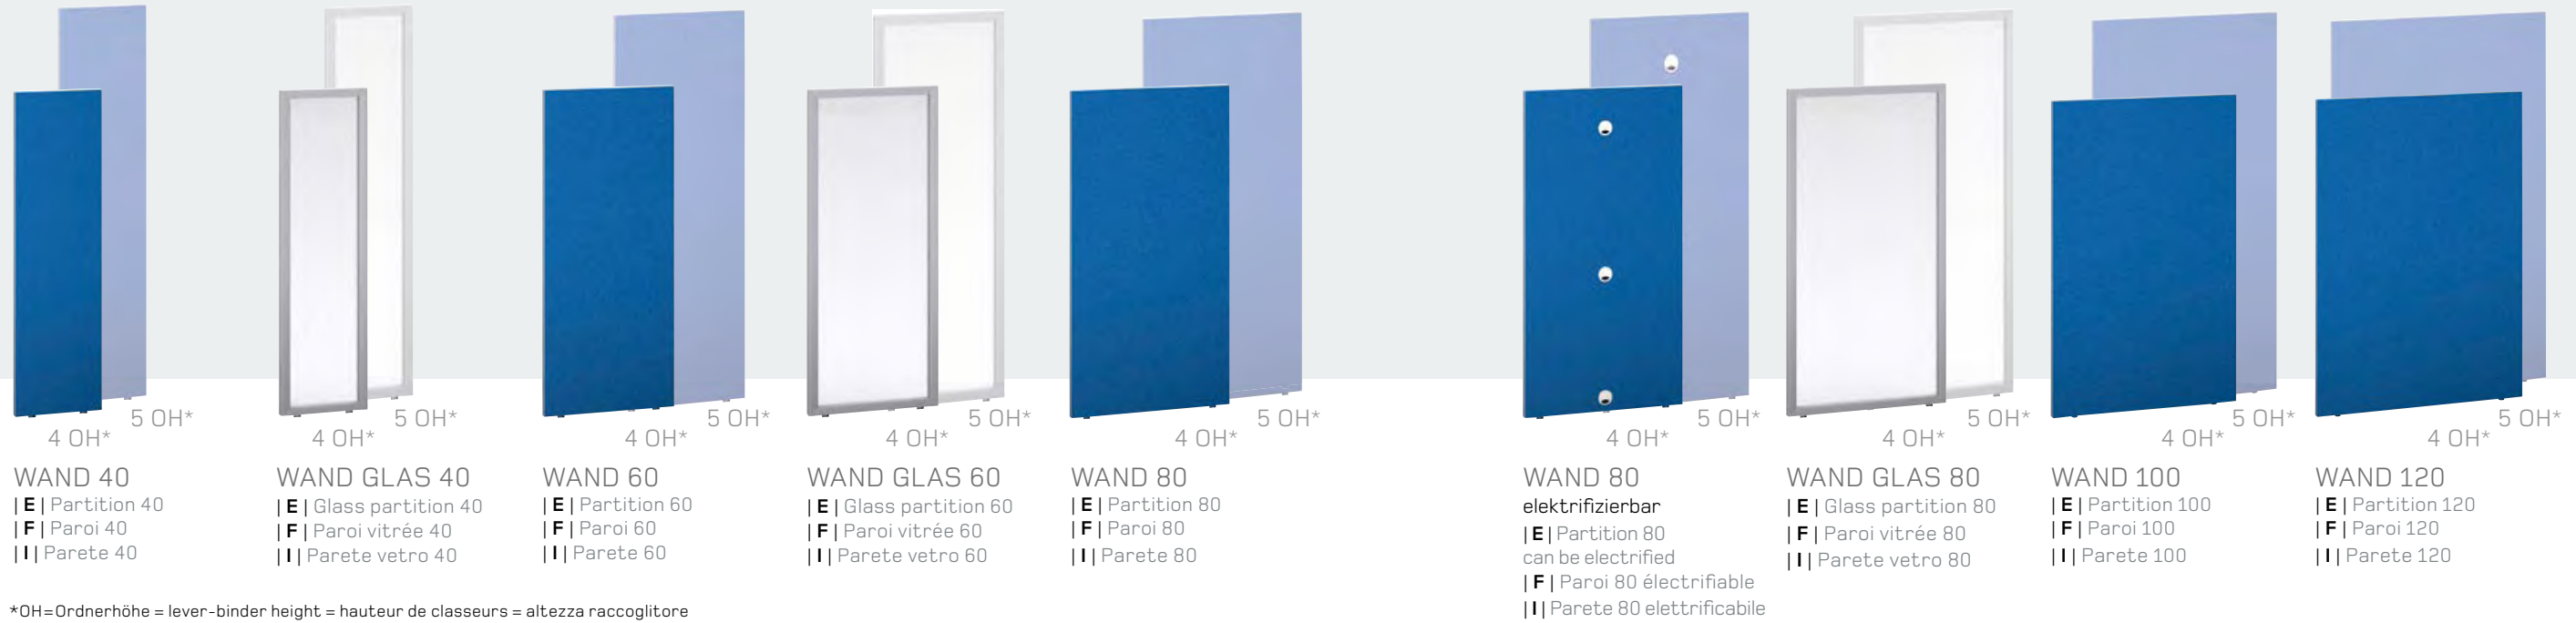 5 OH*
4 OH*
WAND 40
| E | Partition 40
| F | Paroi 40
| I | Parete 40
5 OH*
4 OH*
WAND GLAS 40
| E | Glass partition 40
| F | Paroi vitrée 40
| I | Parete vetro 40
5 OH*
4 OH*
WAND 60
| E | Partition 60
| F | Paroi 60
| I | Parete 60
5 OH*
4 OH*
WAND GLAS 60
| E | Glass partition 60
| F | Paroi vitrée 60
| I | Parete vetro 60
5 OH*
4 OH*
WAND 80
| E | Partition 80
| F | Paroi 80
| I | Parete 80
5 OH*
4 OH*
WAND 80
elektrifizierbar
| E | Partition 80
can be electrified
| F | Paroi 80 électrifiable
| I | Parete 80 elettrificabile
5 OH*
4 OH*
WAND GLAS 80
| E | Glass partition 80
| F | Paroi vitrée 80
| I | Parete vetro 80
5 OH*
4 OH*
WAND 100
| E | Partition 100
| F | Paroi 100
| I | Parete 100
5 OH*
4 OH*
WAND 120
| E | Partition 120
| F | Paroi 120
| I | Parete 120
*OH=Ordnerhöhe = lever-binder height = hauteur de classeurs = altezza raccoglitore